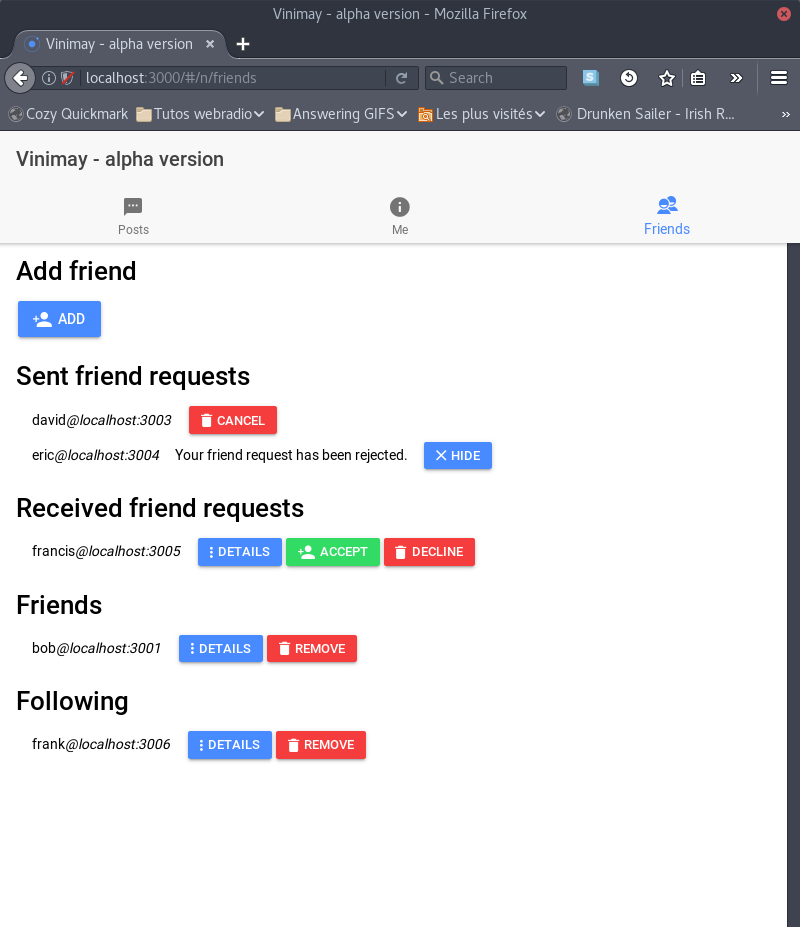 Vinimay - alpha version - Mozilla Firefox
Vinimay - alpha version
localhost:3000/#/n/friends
Search
S
Cozy Quickmark Tutos webradio Answering GIFS Les plus visités Drunken Sailer - Irish R... »
Vinimay - alpha version
Posts Me Friends
Add friend
ADD
Sent friend requests
david@localhost:3003 CANCEL
eric@localhost:3004 Your friend request has been rejected. HIDE
Received friend requests
francis@localhost:3005 DETAILS ACCEPT DECLINE
Friends
bob@localhost:3001 DETAILS REMOVE
Following
frank@localhost:3006 DETAILS REMOVE